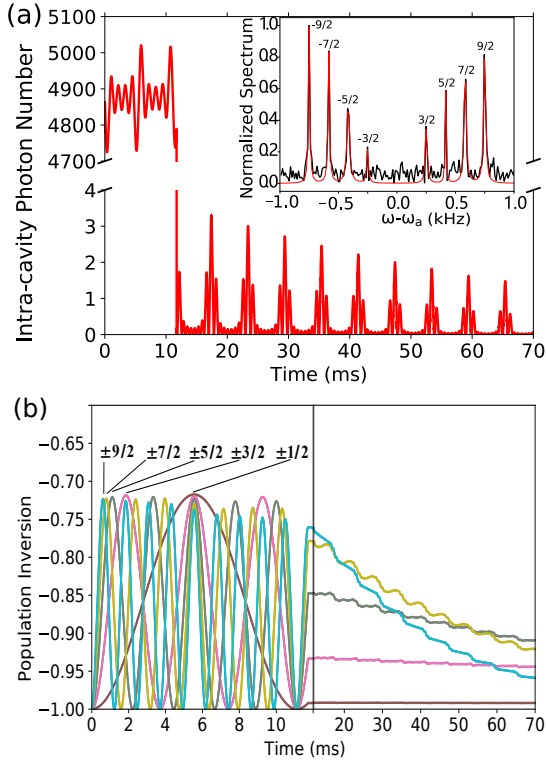 (a)
Intra-cavity Photon Number
5100
5000
4900
4800
4700
4
3
2
1
0
0 10 20 30 40 50 60 70
Time (ms)
Normalized Spectrum
1.0
0.8
0.6
0.4
0.2
0.0
-9/2
-7/2
-5/2
-3/2
3/2
5/2
7/2
9/2
−1.0 −0.5 0.0 0.5 1.0
ω-ωa (kHz)
(b)
Population Inversion
−0.65
−0.70
−0.75
−0.80
−0.85
−0.90
−0.95
−1.00
±9/2 ±7/2 ±5/2 ±3/2 ±1/2
0 2 4 6 8 10 20 30 40 50 60 70
Time (ms) Time (ms)